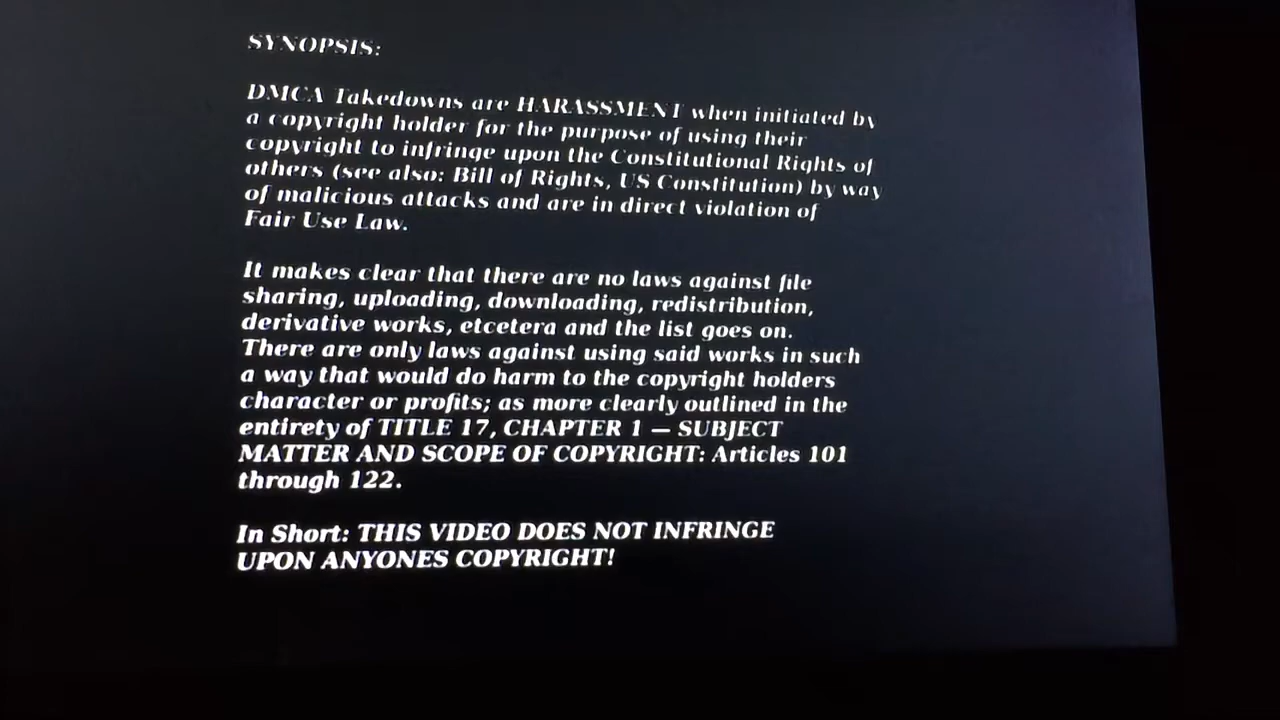 SYNOPSIS:
DMCA Takedowns are HARASSMENT when initiated by
a copyright holder for the purpose of using their
copyright to infringe upon the Constitutional Rights of
others (see also: Bill of Rights, US Constitution) by way
of malicious attacks and are in direct violation of
Fair Use Law.
It makes clear that there are no laws against file
sharing, uploading, downloading, redistribution,
derivative works, etcetera and the list goes on.
There are only laws against using said works in such
a way that would do harm to the copyright holders
character or profits; as more clearly outlined in the
entirety of TITLE 17, CHAPTER 1 — SUBJECT
MATTER AND SCOPE OF COPYRIGHT: Articles 101
through 122.
In Short: THIS VIDEO DOES NOT INFRINGE
UPON ANYONES COPYRIGHT!